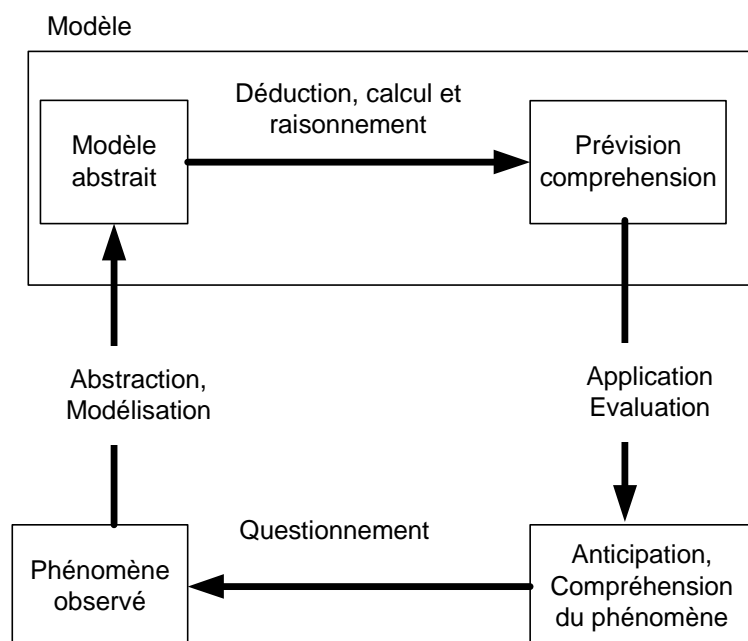 Modèle
Déduction, calcul et
raisonnement
Modèle
abstrait
Prévision
comprehension
Abstraction,
Modélisation
Application
Evaluation
Questionnement
Phénomène
observé
Anticipation,
Compréhension
du phénomène